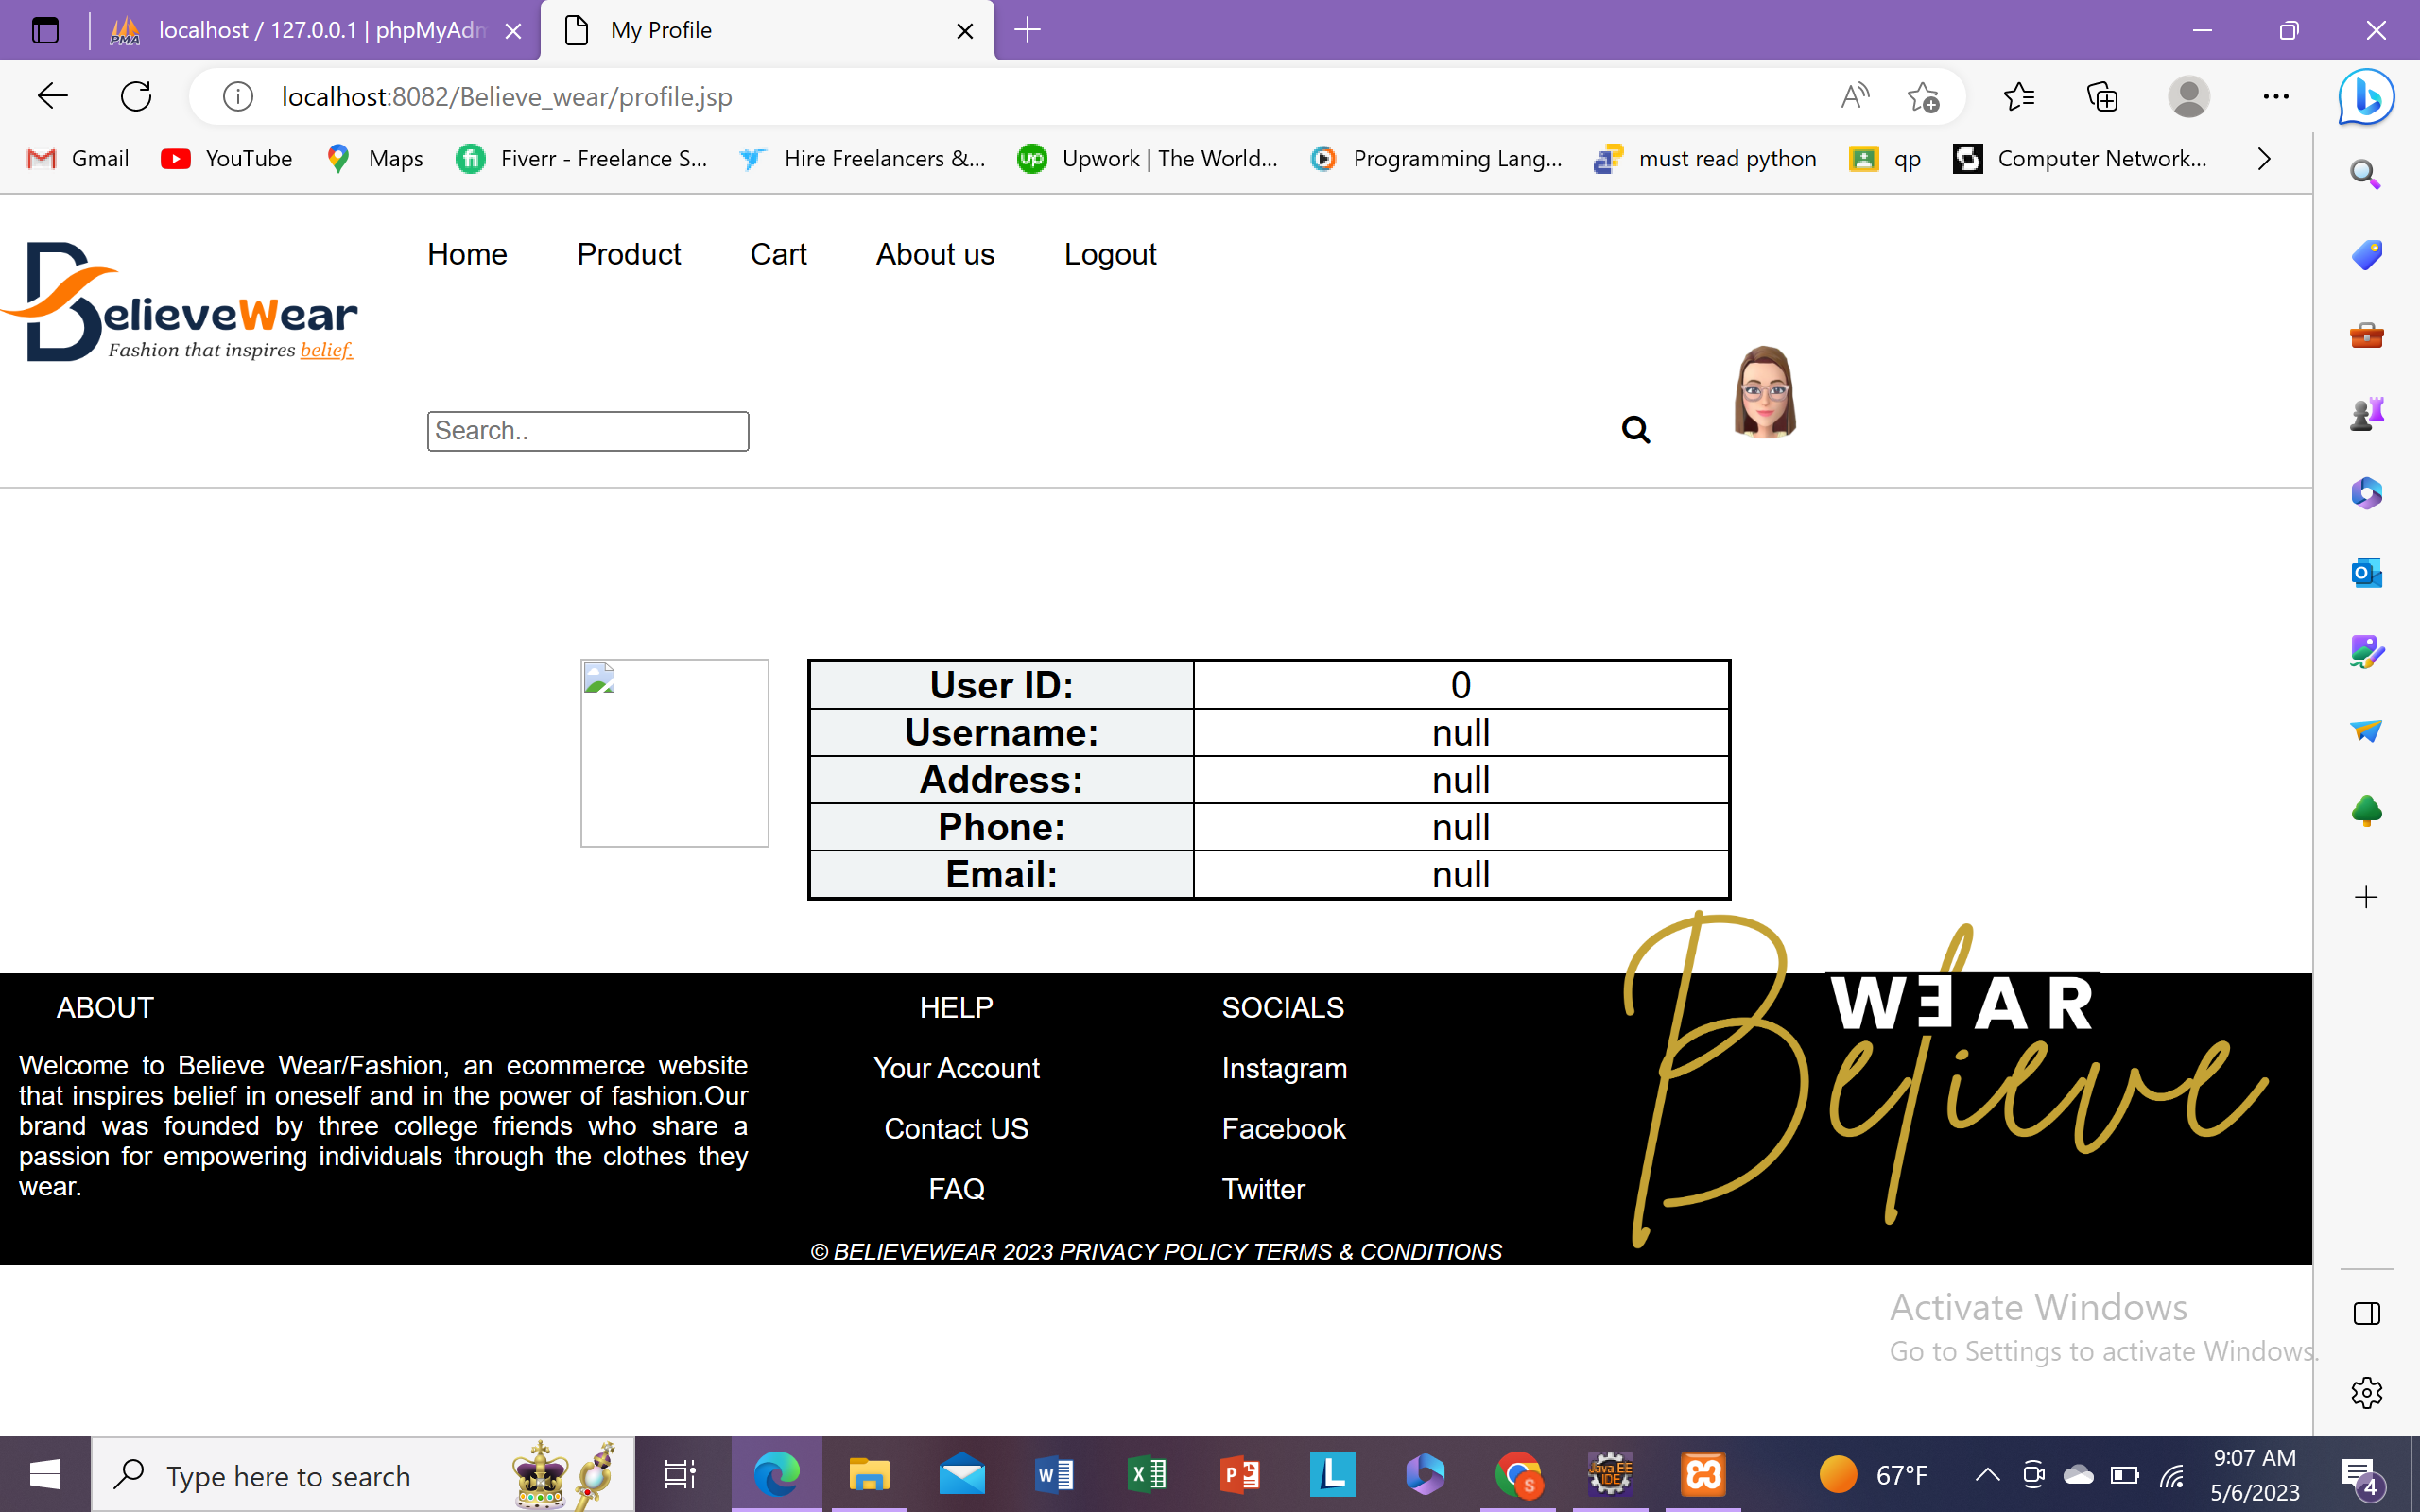 localhost / 127.0.0.1 | phpMyAdm
My Profile
localhost:8082/Believe_wear/profile.jsp
Gmail
YouTube
Maps
Fiverr - Freelance S...
Hire Freelancers &...
Upwork | The World...
Programming Lang...
must read python
qp
Computer Network...
Home
Product
Cart
About us
Logout
BelieveWear
Fashion that inspires belief.
Search..
User ID: 0
Username: null
Address: null
Phone: null
Email: null
ABOUT
Welcome to Believe Wear/Fashion, an ecommerce website
that inspires belief in oneself and in the power of fashion.Our
brand was founded by three college friends who share a
passion for empowering individuals through the clothes they
wear.
HELP
Your Account
Contact US
FAQ
SOCIALS
Instagram
Facebook
Twitter
WƎAR
Believe
© BELIEVEWEAR 2023 PRIVACY POLICY TERMS & CONDITIONS
Activate Windows
Go to Settings to activate Windows.
Type here to search
67°F
9:07 AM
5/6/2023
4